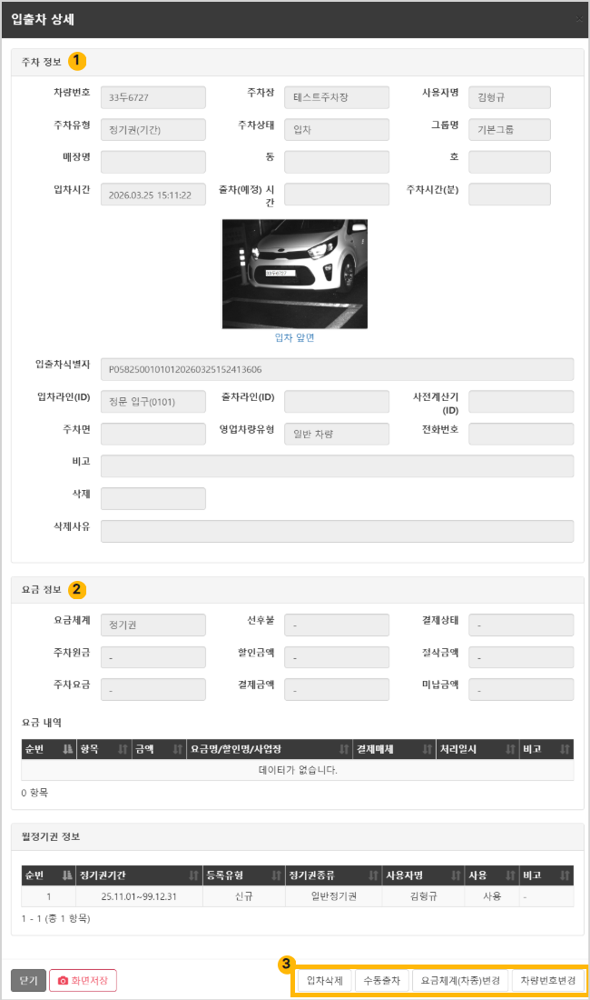 입출차 상세
×
주차 정보 1
차량번호 33두6727 주차장 테스트주차장 사용자명 김형규
주차유형 정기권(기간) 주차상태 입차 그룹명 기본그룹
매장명 동 호
입차시간 2026.03.25 15:11:22 출차(예정) 시간 주차시간(분)
33두6727
입차 앞면
입출차식별자 P05825001010120260325152413606
입차라인(ID) 정문 입구(0101) 출차라인(ID) 사전계산기(ID)
주차면 영업차량유형 일반 차량 전화번호
비고
삭제
삭제사유
요금 정보 2
요금체계 정기권 선후불 - 결제상태 -
주차원금 - 할인금액 - 절삭금액 -
주차요금 - 결제금액 - 미납금액 -
요금 내역
순번 항목 금액 요금명/할인명/사업장 결제매체 처리일시 비고
데이터가 없습니다.
0 항목
월정기권 정보
순번 정기권기간 등록유형 정기권종류 사용자명 사용 비고
1 25.11.01~99.12.31 신규 일반정기권 김형규 사용 -
1 - 1 (총 1 항목)
3
닫기 화면저장 입차삭제 수동출차 요금체계(차종)변경 차량번호변경